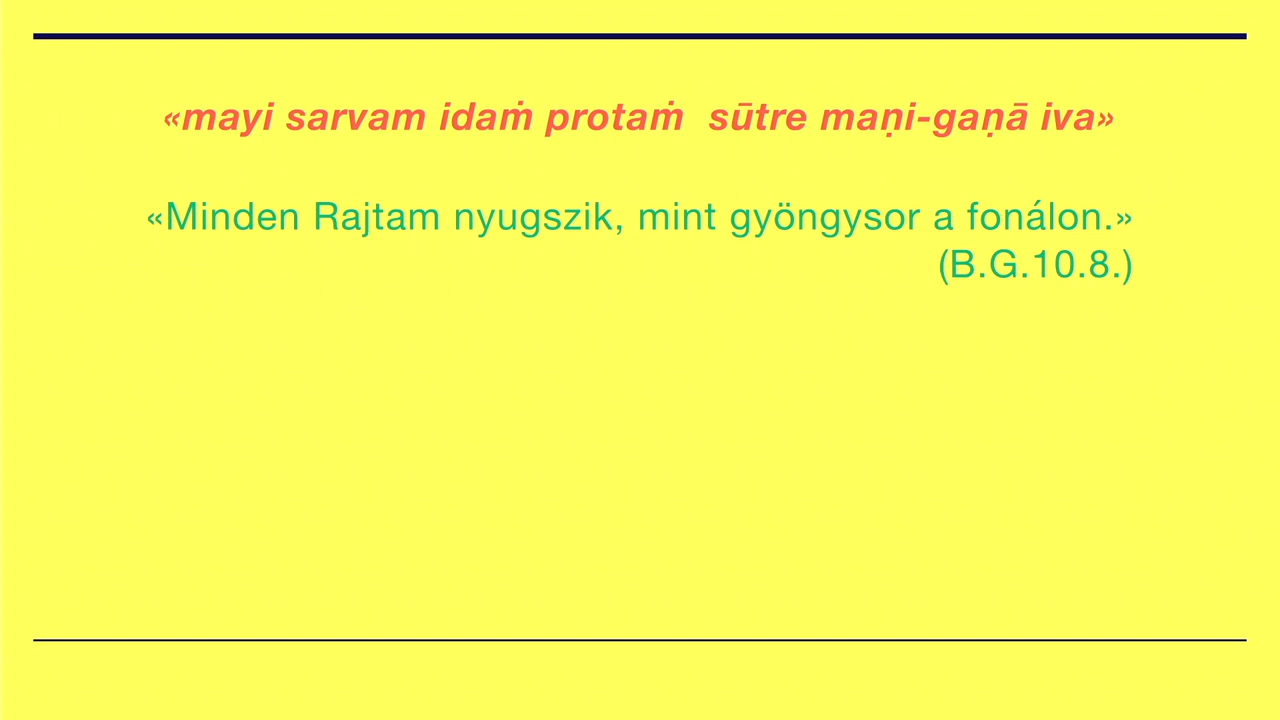 «mayi sarvam idaṁ protaṁ  sūtre maṇi-gaṇā iva»
«Minden Rajtam nyugszik, mint gyöngysor a fonálon.»
(B.G.10.8.)